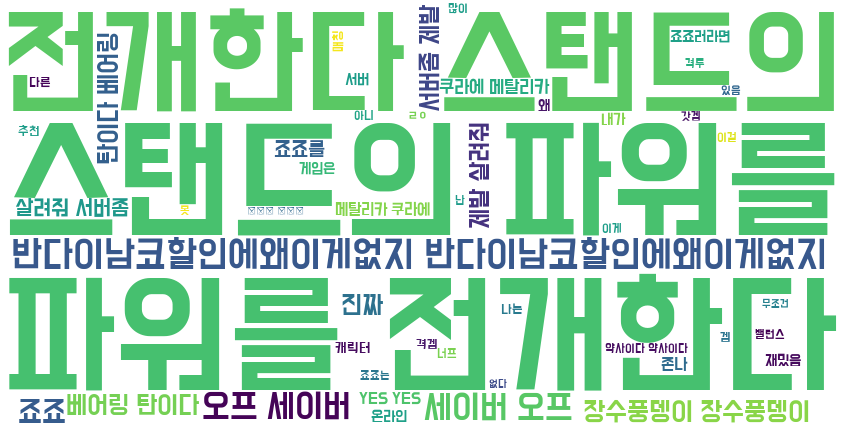 전개한다 스탠드의
많이
탄이다 베어링
서버좀 제발
죠죠러라면
격투
다른
서버
쿠라에 메탈리카
왜
있음
추천
아니
ㄹㅇ
내가
갓겜
스탠드의 파워를
죠죠를
게임은
제발 살려줘
이걸
살려줘 서버좀
못
메탈리카 쿠라에
난
이게
반다이남코할인에왜이게없지 반다이남코할인에왜이게없지
파워를 전개한다
진짜
나는
무조건
캐릭터
격겜
너프
약사이다 약사이다
겜
밸런스
존나
재밌음
죠죠는
없다
죠죠
베어링 탄이다
오프 세이버
YES YES
온라인
세이버 오프
장수풍뎅이 장수풍뎅이